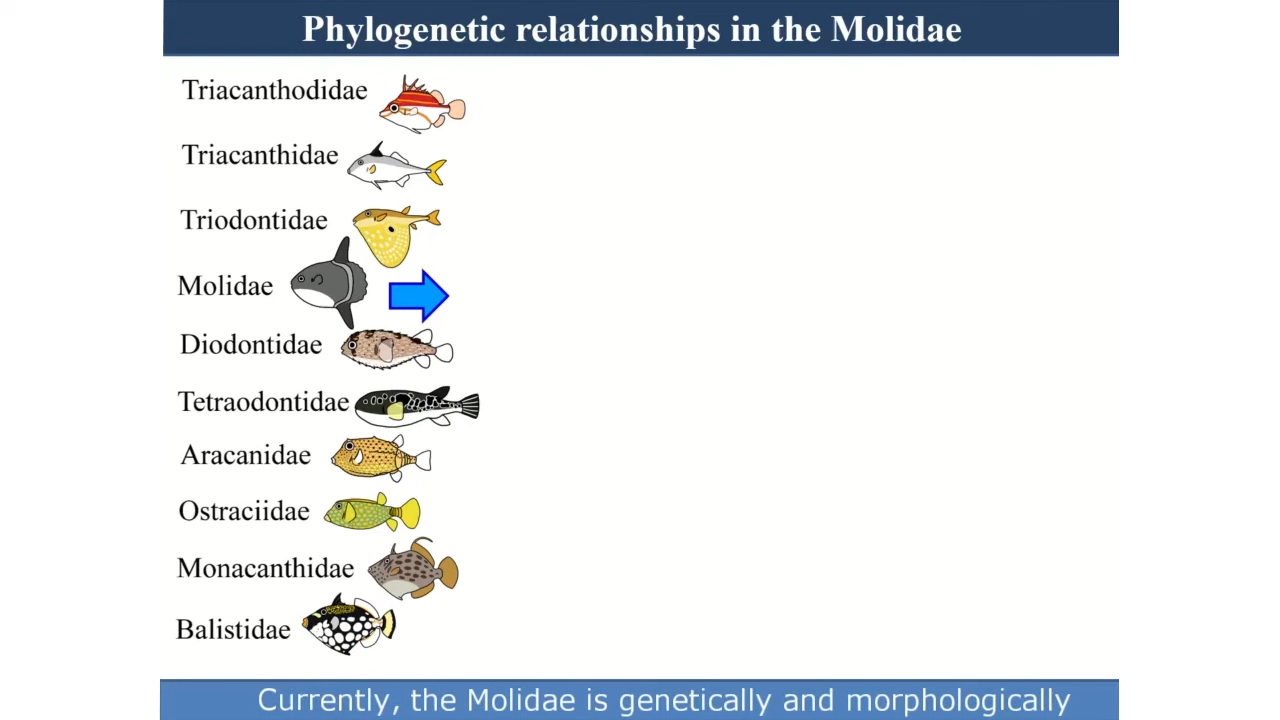 Phylogenetic relationships in the Molidae
Triacanthodidae
Triacanthidae
Triodontidae
Molidae
Diodontidae
Tetraodontidae
Aracanidae
Ostraciidae
Monacanthidae
Balistidae
Currently, the Molidae is genetically and morphologically